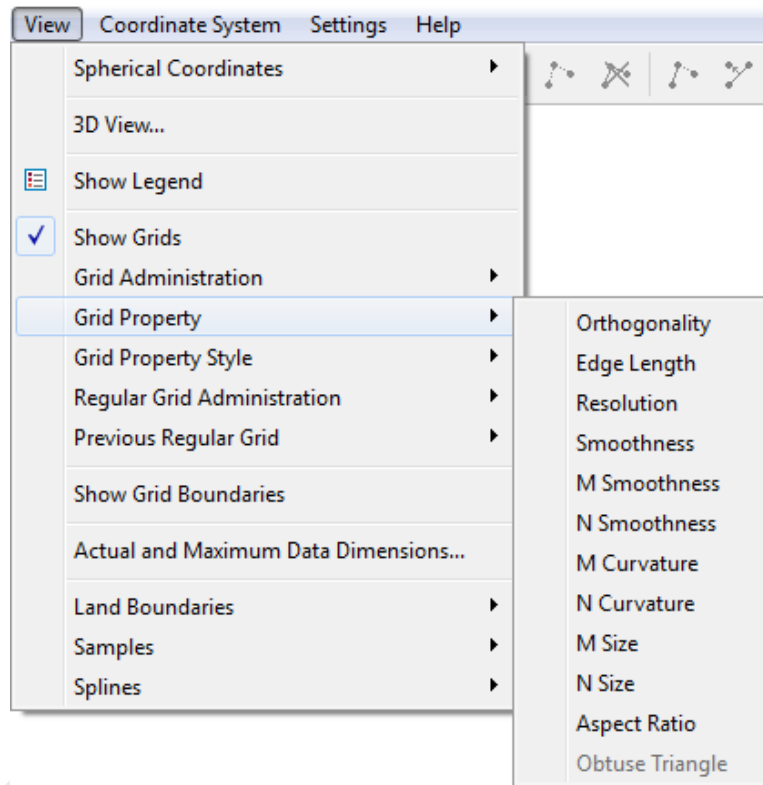 View Coordinate System Settings Help
Spherical Coordinates
3D View...
Show Legend
Show Grids
Grid Administration
Grid Property
Grid Property Style
Regular Grid Administration
Previous Regular Grid
Show Grid Boundaries
Actual and Maximum Data Dimensions...
Land Boundaries
Samples
Splines
Orthogonality
Edge Length
Resolution
Smoothness
M Smoothness
N Smoothness
M Curvature
N Curvature
M Size
N Size
Aspect Ratio
Obtuse Triangle